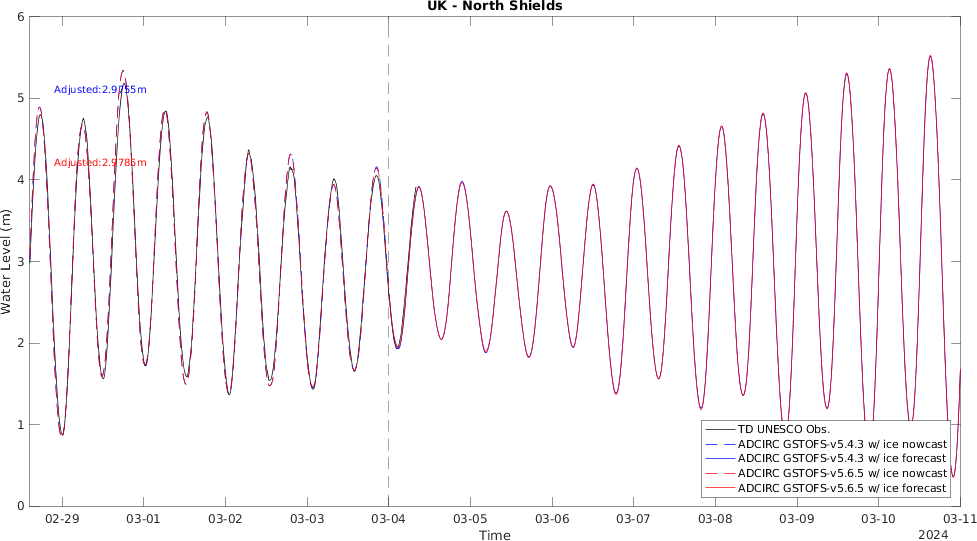 UK - North Shields
6
5
4
3
2
1
0
Water Level (m)
Adjusted:2.9755m
Adjusted:2.9785m
TD UNESCO Obs.
ADCIRC GSTOFS-v5.4.3 w/ ice nowcast
ADCIRC GSTOFS-v5.4.3 w/ ice forecast
ADCIRC GSTOFS-v5.6.5 w/ ice nowcast
ADCIRC GSTOFS-v5.6.5 w/ ice forecast
02-29 03-01 03-02 03-03 03-04 03-05 03-06 03-07 03-08 03-09 03-10 03-11
Time
2024